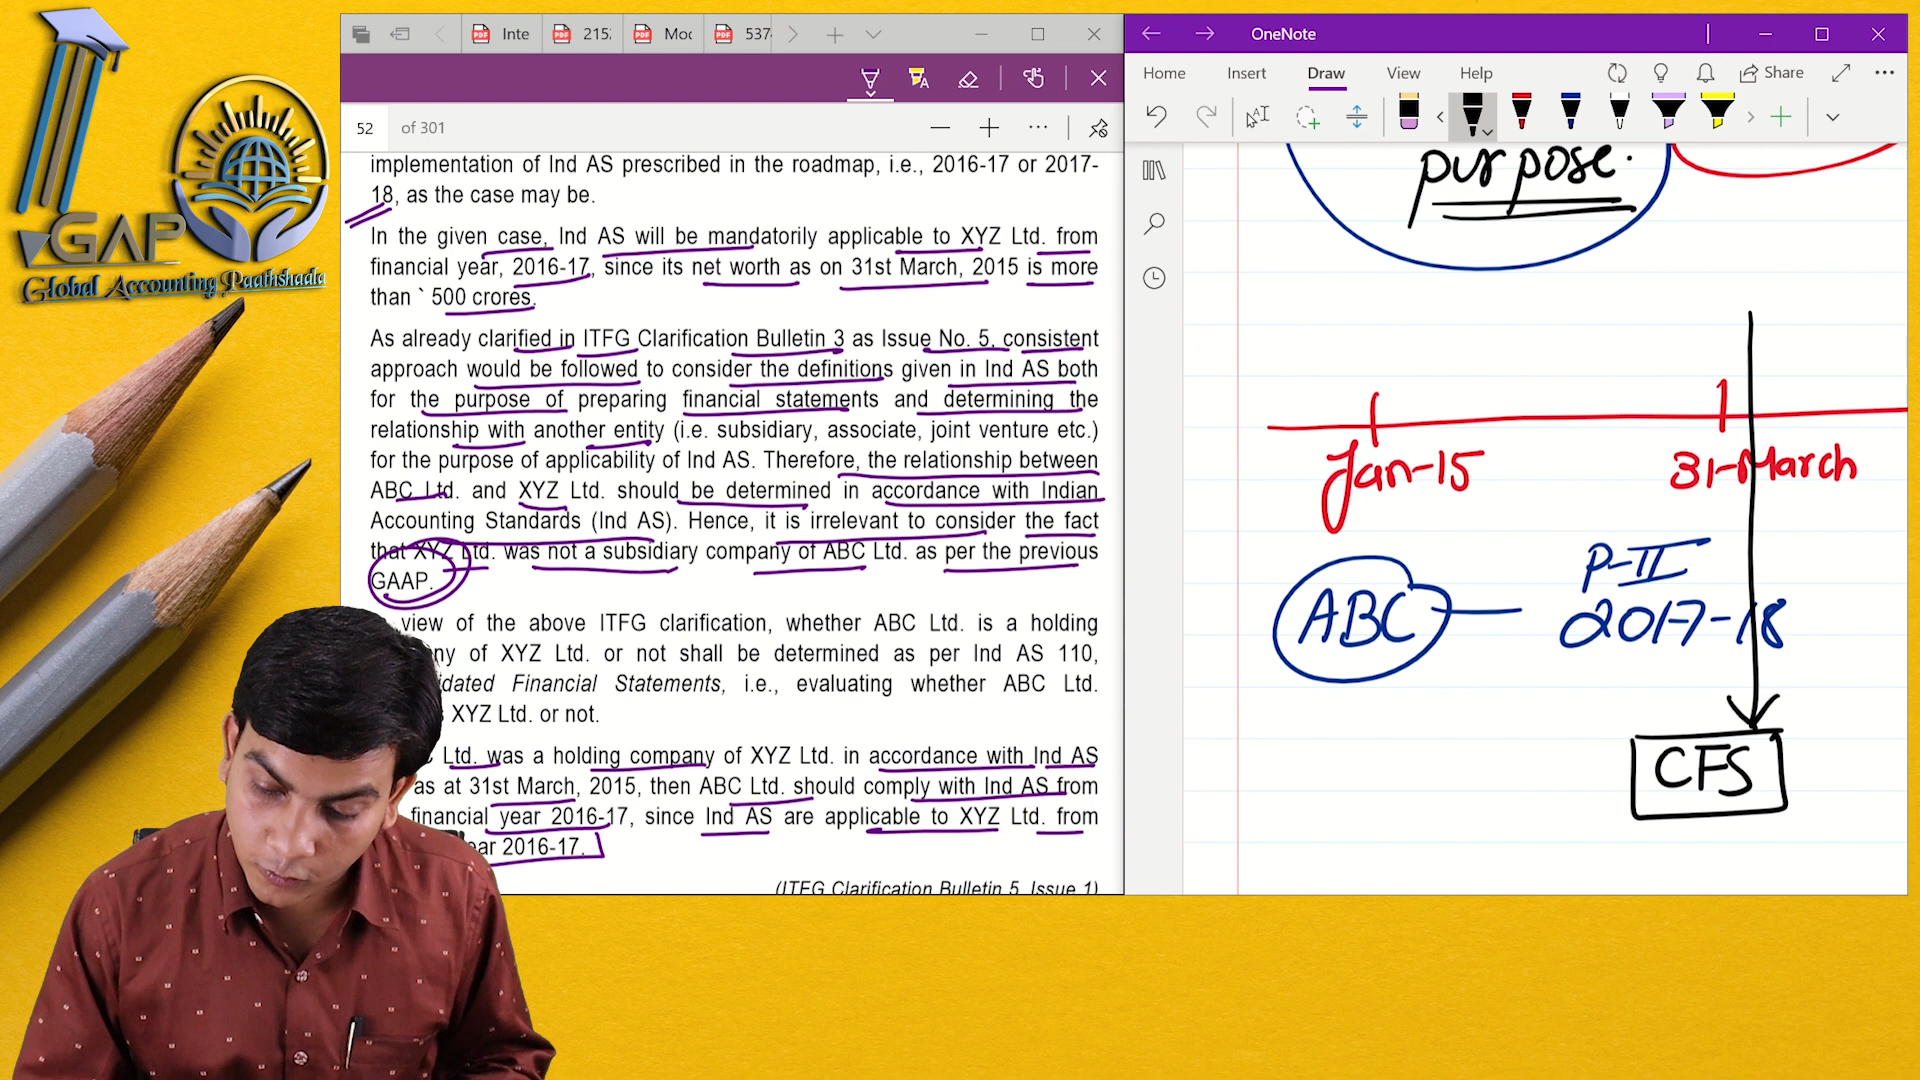 GAP
Global Accounting Paathshala
Inte
215
Moc
537
OneNote
Home
Insert
Draw
View
Help
Share
52
of 301
implementation of Ind AS prescribed in the roadmap, i.e., 2016-17 or 2017-
18, as the case may be.
In the given case, Ind AS will be mandatorily applicable to XYZ Ltd. from
financial year, 2016-17, since its net worth as on 31st March, 2015 is more
than ` 500 crores.
As already clarified in ITFG Clarification Bulletin 3 as Issue No. 5, consistent
approach would be followed to consider the definitions given in Ind AS both
for the purpose of preparing financial statements and determining the
relationship with another entity (i.e. subsidiary, associate, joint venture etc.)
for the purpose of applicability of Ind AS. Therefore, the relationship between
ABC Ltd. and XYZ Ltd. should be determined in accordance with Indian
Accounting Standards (Ind AS). Hence, it is irrelevant to consider the fact
that XYZ Ltd. was not a subsidiary company of ABC Ltd. as per the previous
GAAP.
view of the above ITFG clarification, whether ABC Ltd. is a holding
ny of XYZ Ltd. or not shall be determined as per Ind AS 110,
idated Financial Statements, i.e., evaluating whether ABC Ltd.
XYZ Ltd. or not.
Ltd. was a holding company of XYZ Ltd. in accordance with Ind AS
as at 31st March, 2015, then ABC Ltd. should comply with Ind AS from
financial year 2016-17, since Ind AS are applicable to XYZ Ltd. from
ear 2016-17.
(ITFG Clarification Bulletin 5, Issue 1)
purpose.
Jan-15
31-March
ABC
P-II
2017-18
CFS